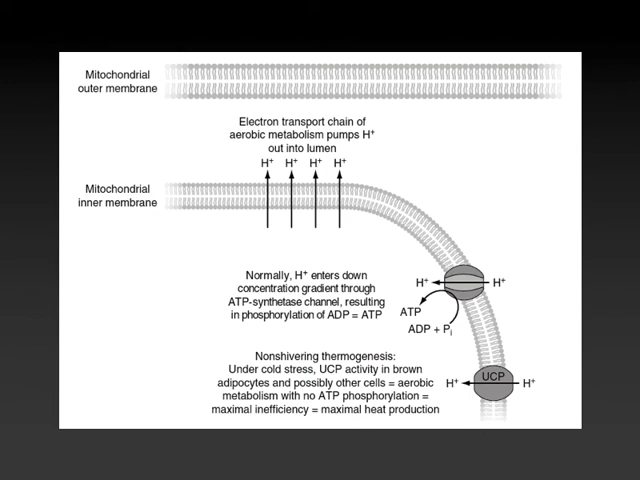 Mitochondrial
outer membrane
Electron transport chain of
aerobic metabolism pumps H⁺
out into lumen
H⁺ H⁺ H⁺ H⁺
Mitochondrial
inner membrane
Normally, H⁺ enters down
concentration gradient through
ATP-synthetase channel, resulting
in phosphorylation of ADP = ATP
H⁺ H⁺
ATP
ADP + Pᵢ
Nonshivering thermogenesis:
Under cold stress, UCP activity in brown
adipocytes and possibly other cells = aerobic
metabolism with no ATP phosphorylation =
maximal inefficiency = maximal heat production
H⁺ UCP H⁺